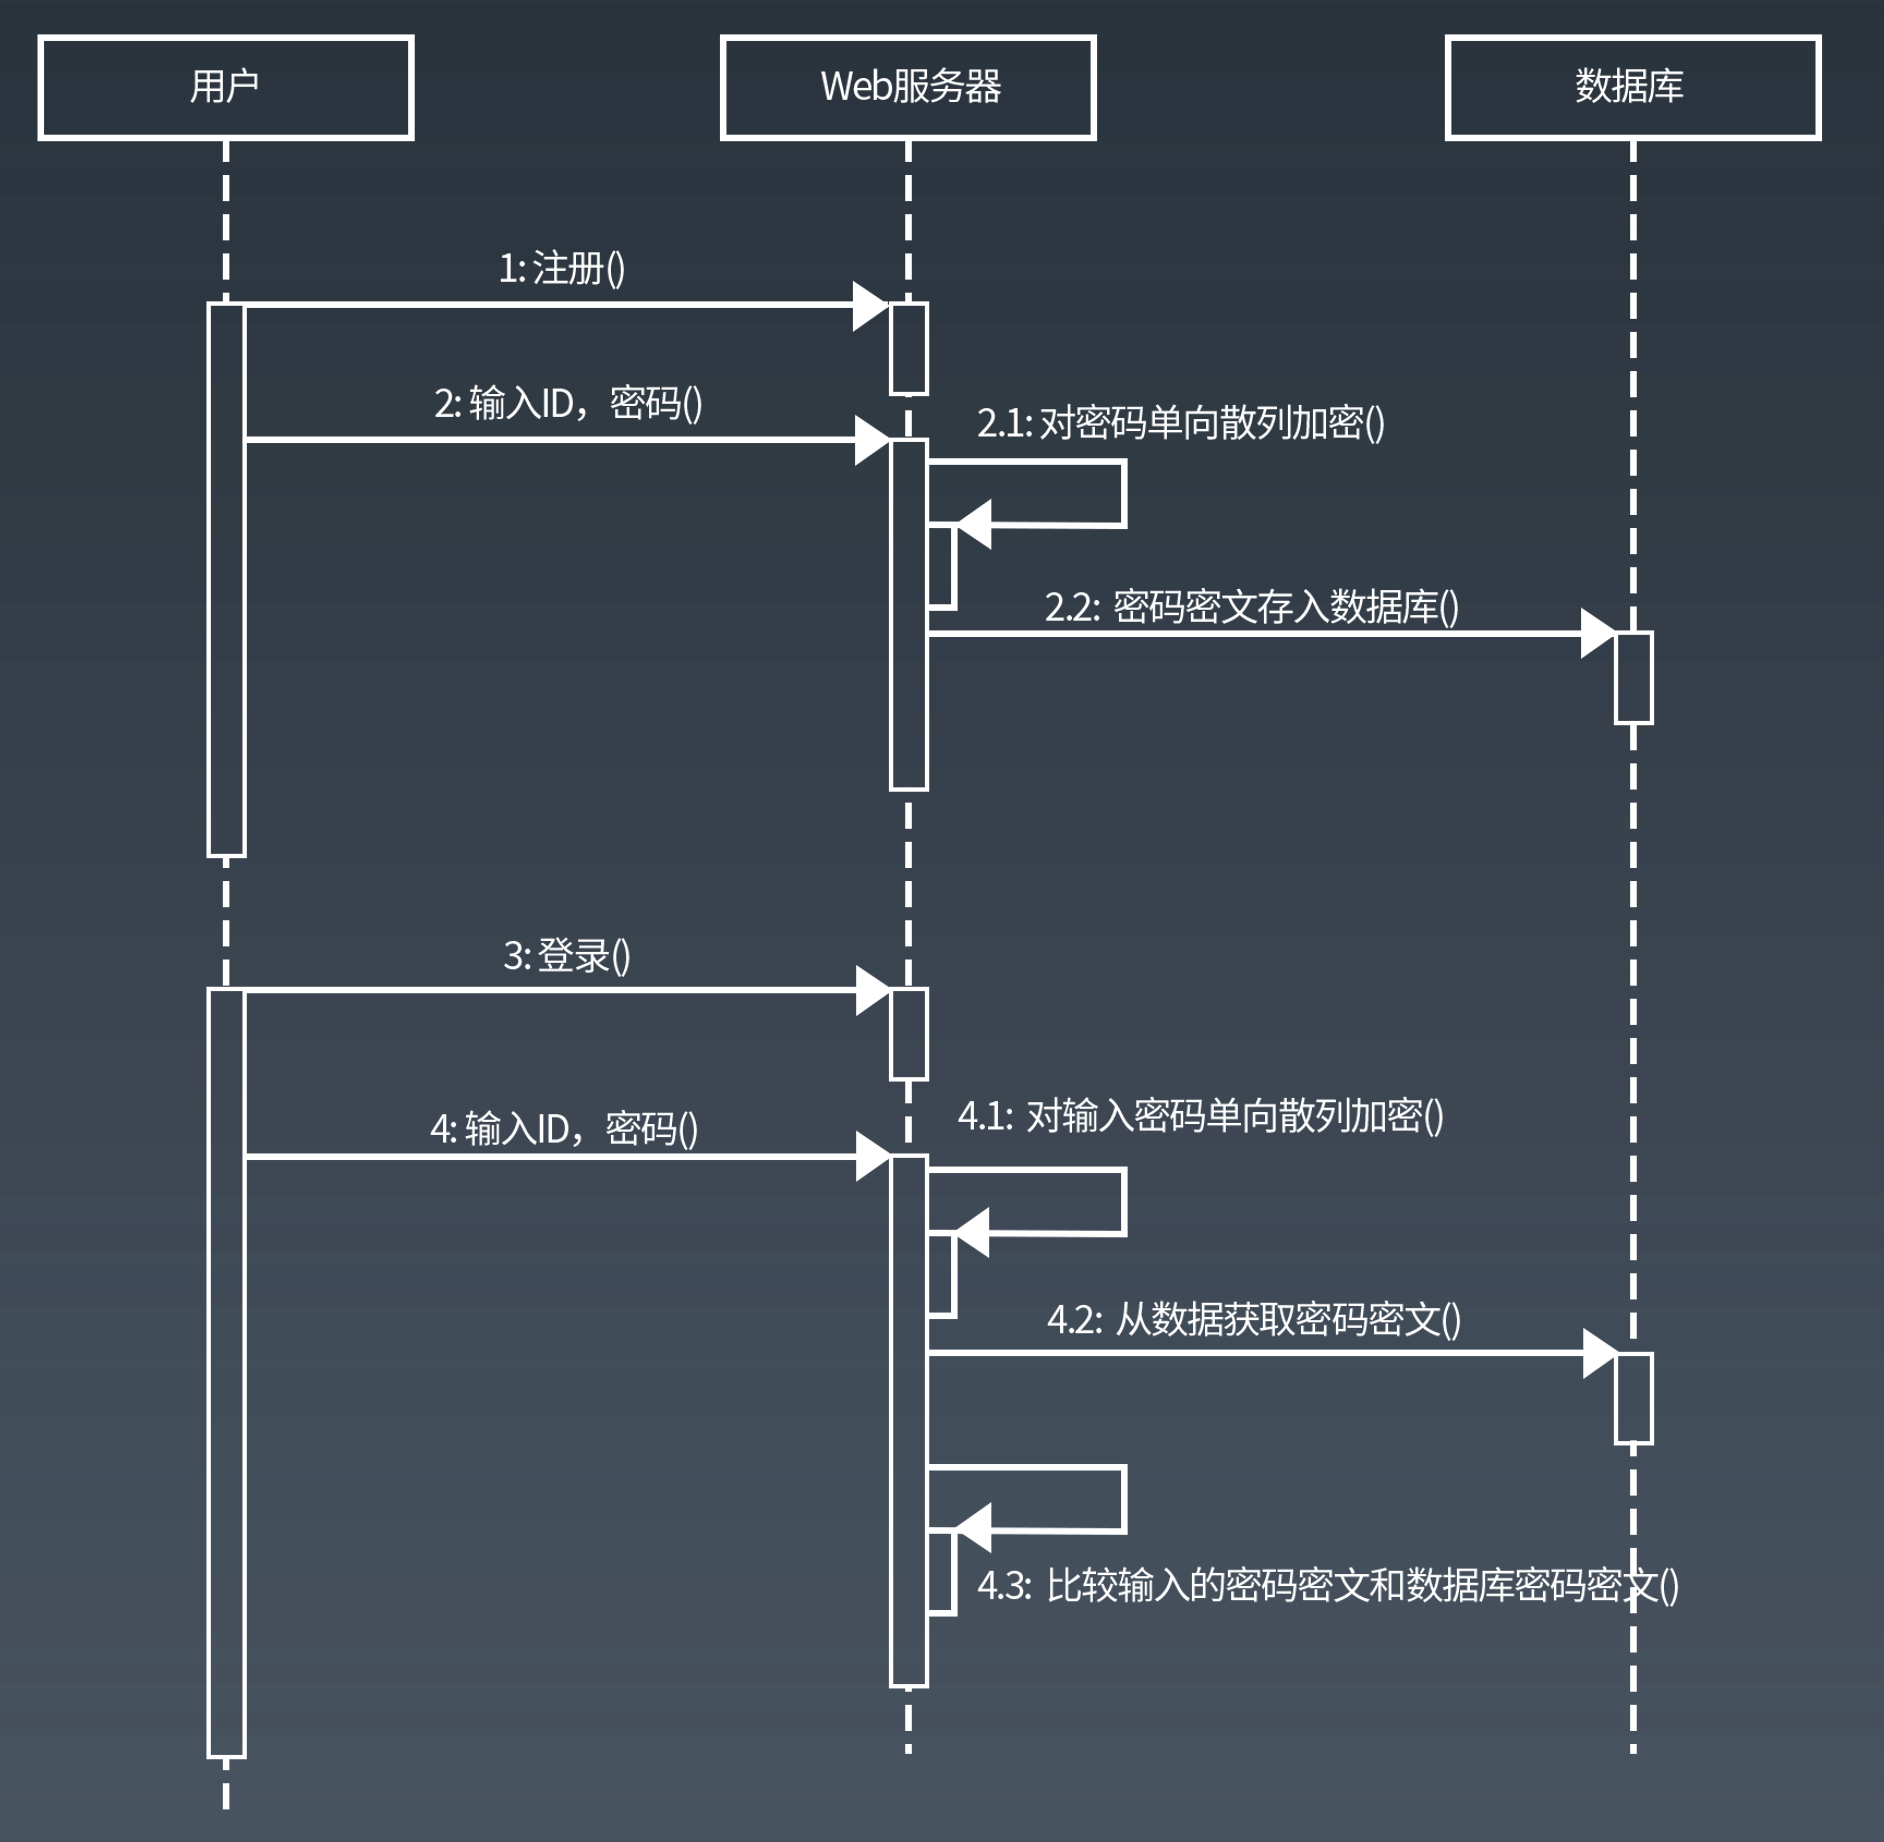 用户
Web服务器
数据库
1: 注册()
2: 输入ID，密码()
2.1: 对密码单向散列加密()
2.2: 密码密文存入数据库()
3: 登录()
4: 输入ID，密码()
4.1: 对输入密码单向散列加密()
4.2: 从数据获取密码密文()
4.3: 比较输入的密码密文和数据库密码密文()